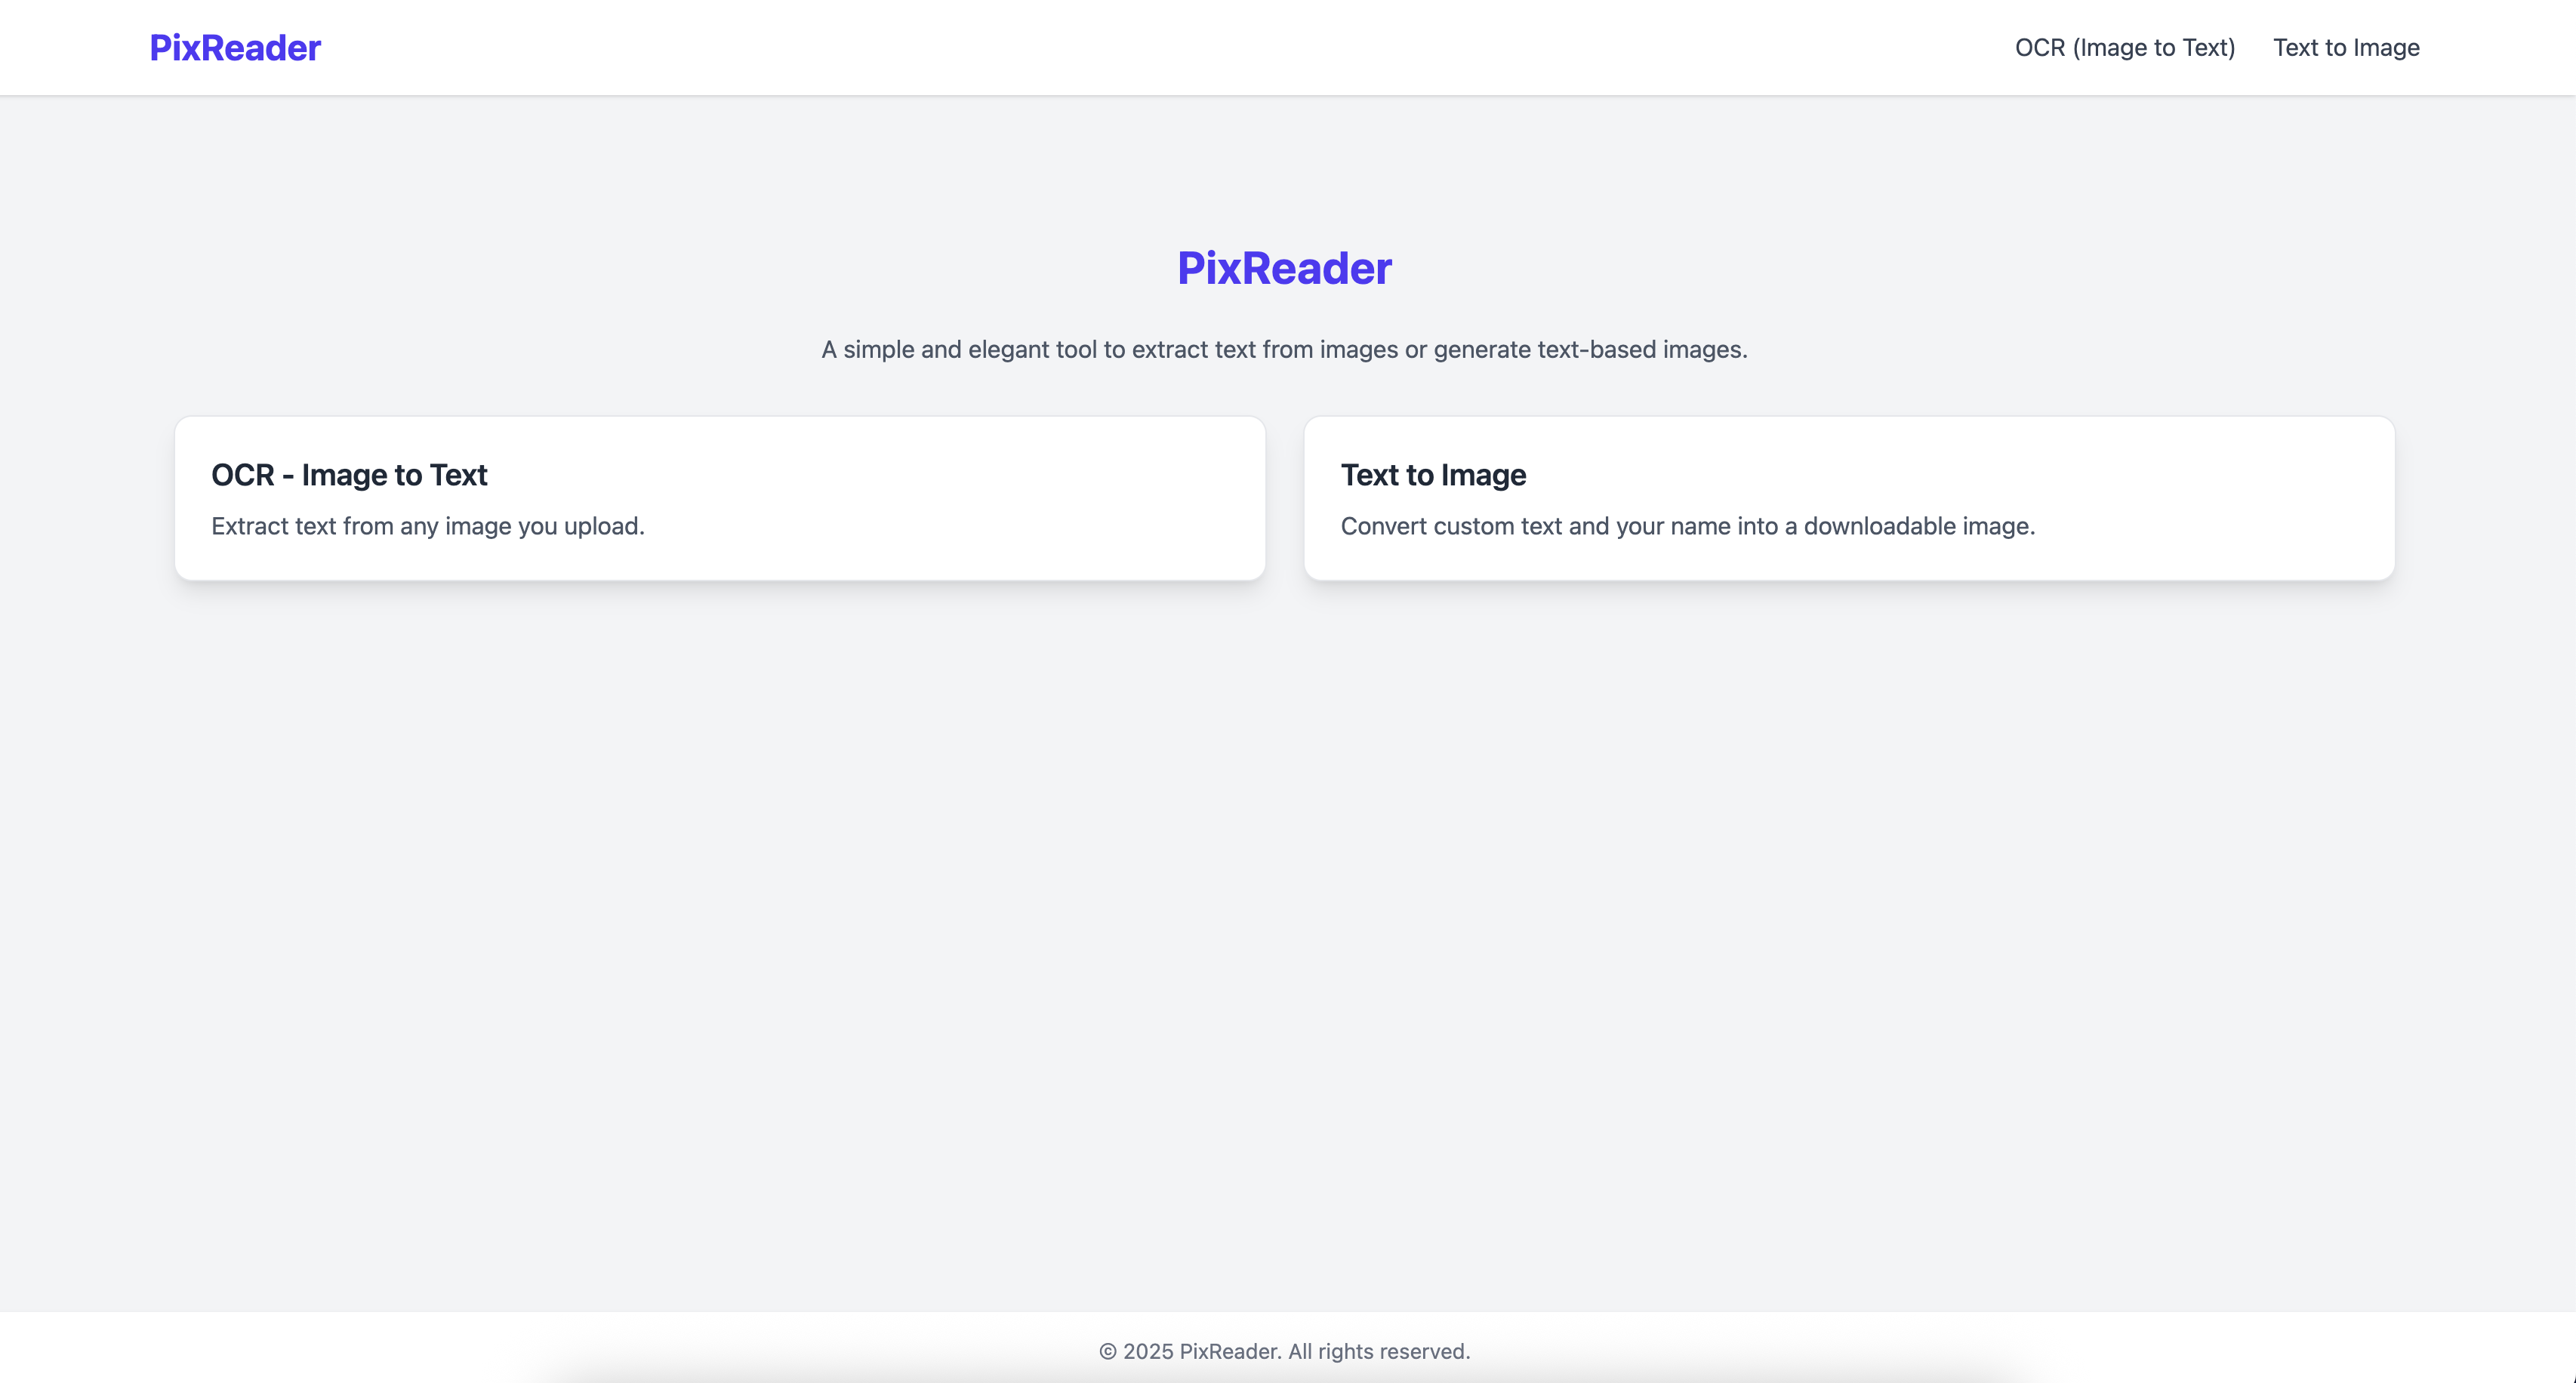 PixReader
OCR (Image to Text)
Text to Image
PixReader
A simple and elegant tool to extract text from images or generate text-based images.
OCR - Image to Text
Extract text from any image you upload.
Text to Image
Convert custom text and your name into a downloadable image.
© 2025 PixReader. All rights reserved.